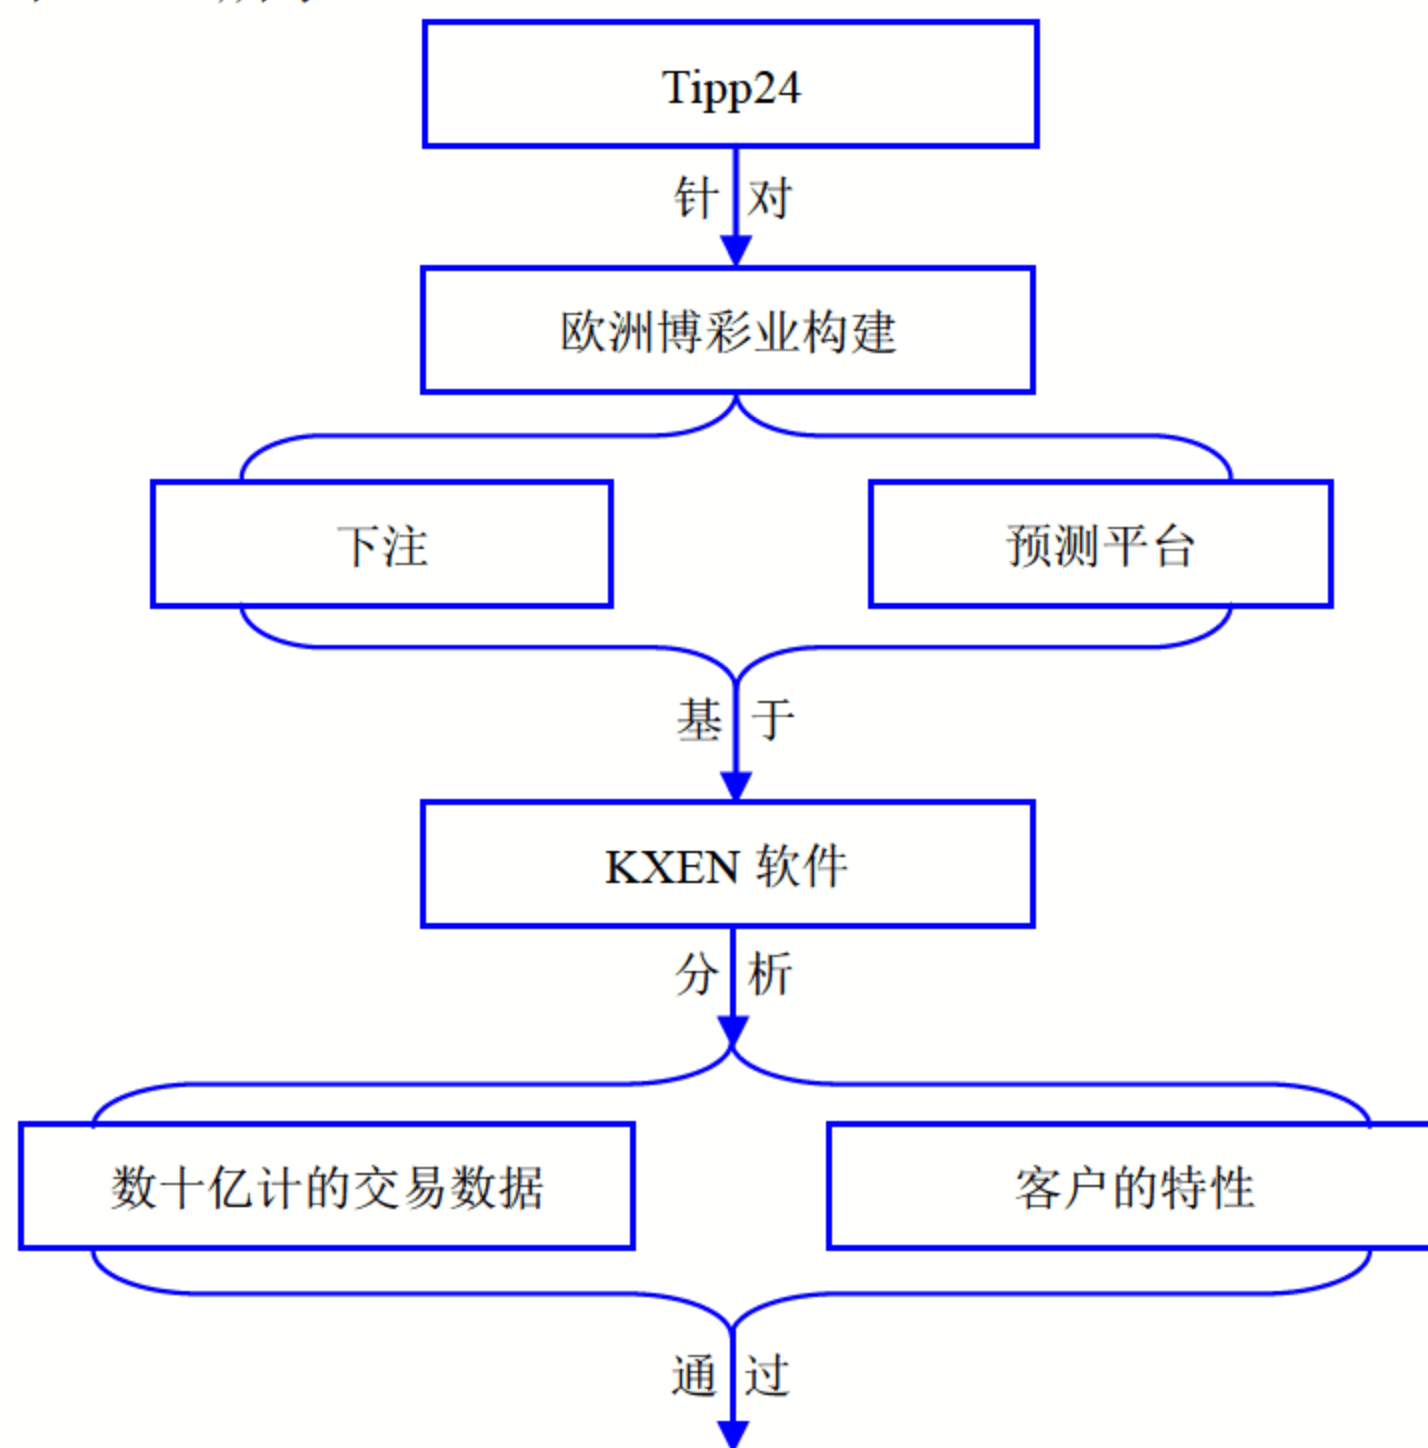 Tipp24
针对
欧洲博彩业构建
下注
预测平台
基于
KXEN 软件
分析
数十亿计的交易数据
客户的特性
通过